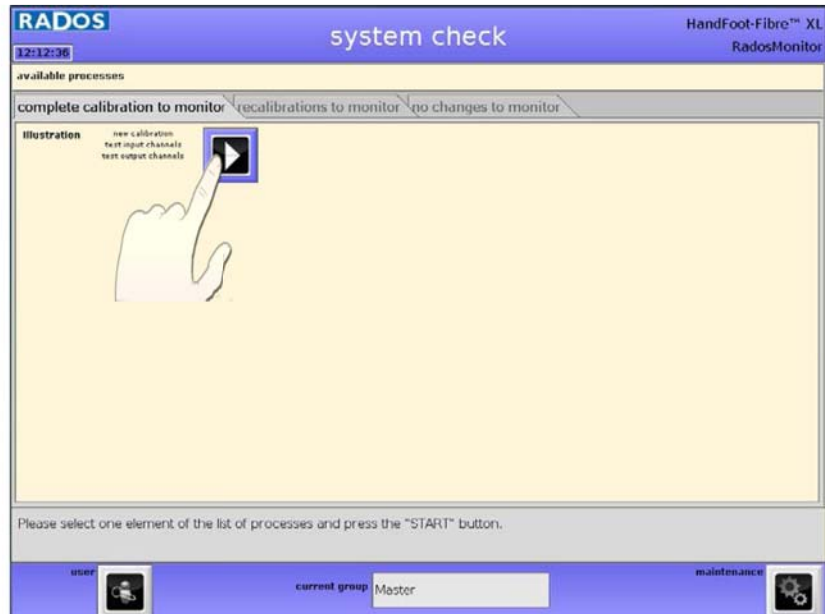 RADOS
system check
HandFoot-Fibre™ XL
12:12:36
RadosMonitor
available processes
complete calibration to monitor
recalibrations to monitor
no changes to monitor
Illustration
new calibration
test input channels
test output channels
Please select one element of the list of processes and press the "START" button.
user
current group
Master
maintenance